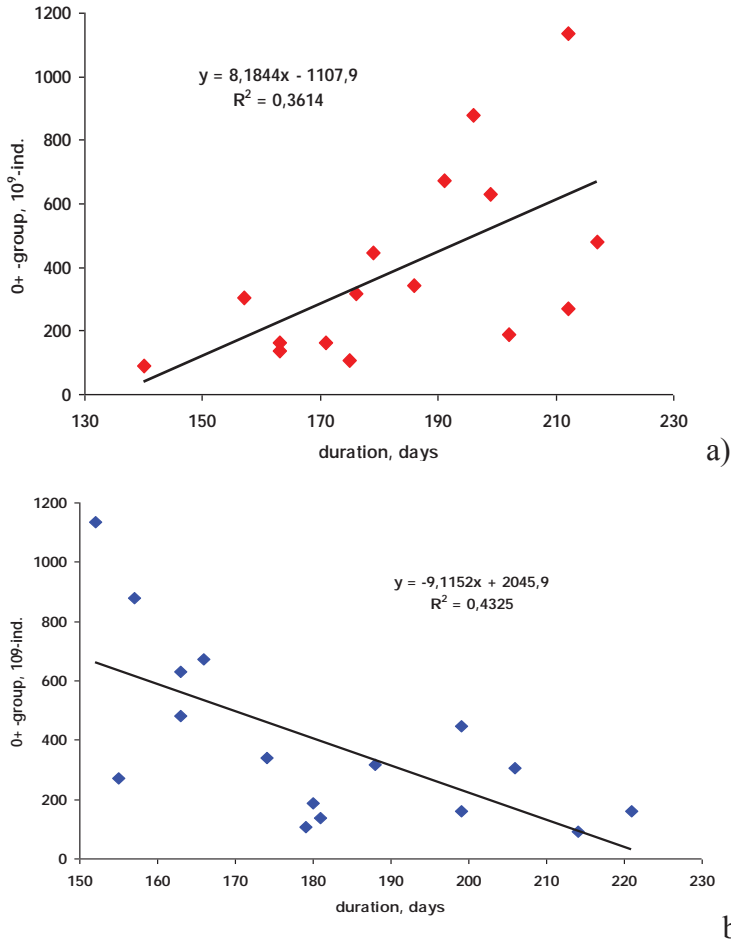 1200
1000
800
600
400
200
0
y = 8,1844x - 1107,9
R² = 0,3614
0+ -group, 10⁹-ind.
130 150 170 190 210 230
duration, days
a)
1200
1000
800
600
400
200
0
y = -9,1152x + 2045,9
R² = 0,4325
0+ -group, 109-ind.
150 160 170 180 190 200 210 220 230
duration, days
b